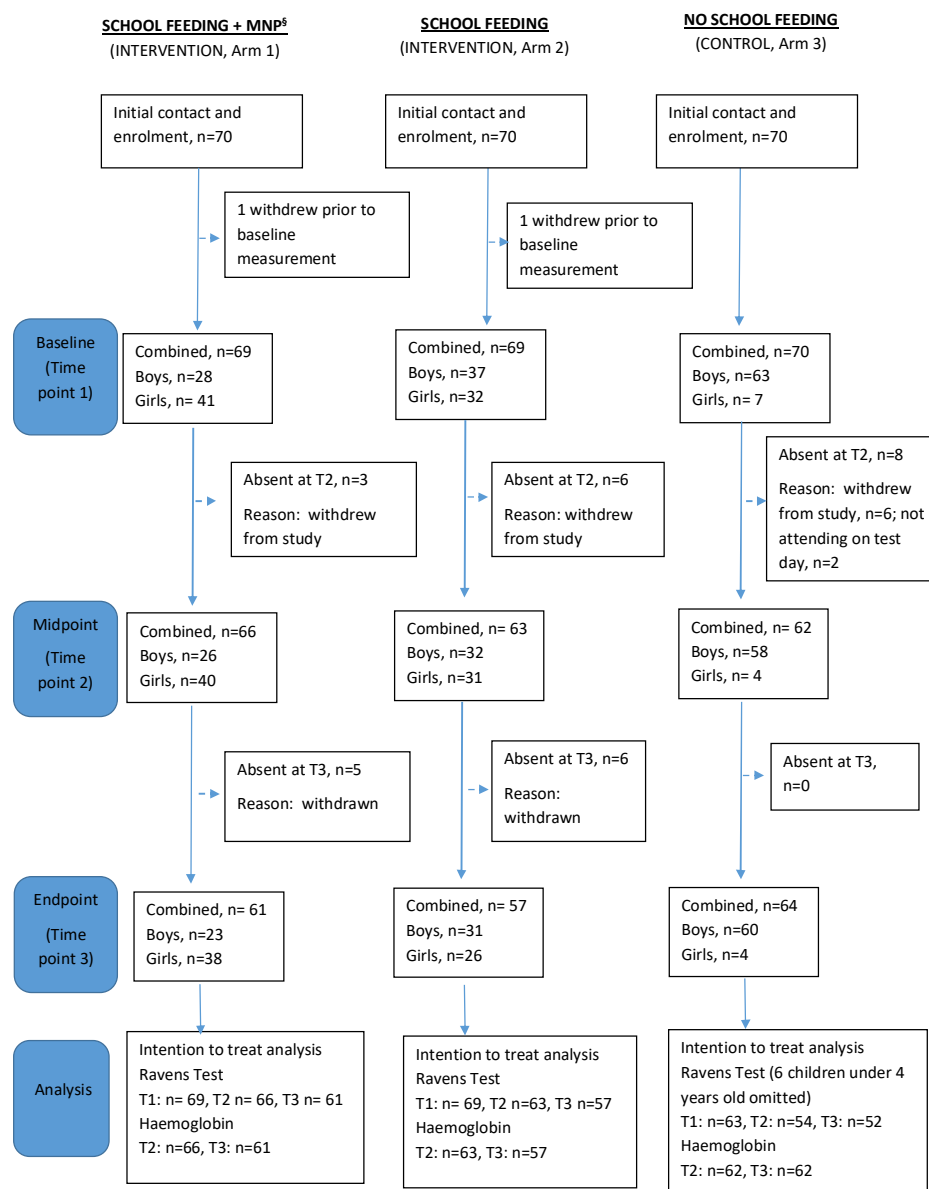 SCHOOL FEEDING + MNP§
(INTERVENTION, Arm 1)
SCHOOL FEEDING
(INTERVENTION, Arm 2)
NO SCHOOL FEEDING
(CONTROL, Arm 3)
Initial contact and
enrolment, n=70
Initial contact and
enrolment, n=70
Initial contact and
enrolment, n=70
1 withdrew prior to
baseline
measurement
1 withdrew prior to
baseline
measurement
Baseline
(Time
point 1)
Combined, n=69
Boys, n=28
Girls, n= 41
Combined, n=69
Boys, n=37
Girls, n=32
Combined, n=70
Boys, n=63
Girls, n= 7
Absent at T2, n=3
Reason: withdrew
from study
Absent at T2, n=6
Reason: withdrew
from study
Absent at T2, n=8
Reason: withdrew
from study, n=6; not
attending on test
day, n=2
Midpoint
(Time
point 2)
Combined, n=66
Boys, n=26
Girls, n=40
Combined, n= 63
Boys, n=32
Girls, n=31
Combined, n= 62
Boys, n=58
Girls, n= 4
Absent at T3, n=5
Reason: withdrawn
Absent at T3, n=6
Reason:
withdrawn
Absent at T3,
n=0
Endpoint
(Time
point 3)
Combined, n= 61
Boys, n=23
Girls, n=38
Combined, n= 57
Boys, n=31
Girls, n=26
Combined, n=64
Boys, n=60
Girls, n=4
Analysis
Intention to treat analysis
Ravens Test
T1: n= 69, T2 n= 66, T3 n= 61
Haemoglobin
T2: n=66, T3: n=61
Intention to treat analysis
Ravens Test
T1: n= 69, T2 n=63, T3 n=57
Haemoglobin
T2: n=63, T3: n=57
Intention to treat analysis
Ravens Test (6 children under 4
years old omitted)
T1: n=63, T2: n=54, T3: n=52
Haemoglobin
T2: n=62, T3: n=62